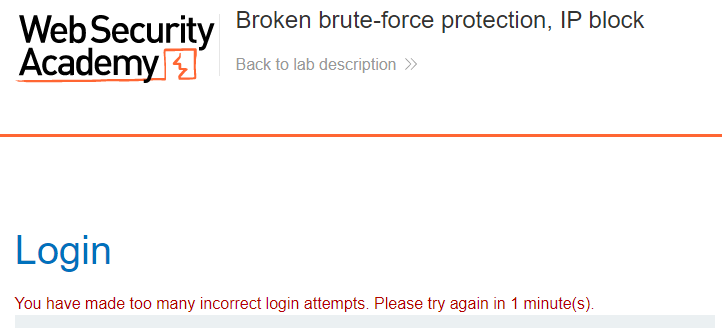 Web Security
Academy
Broken brute-force protection, IP block
Back to lab description
Login
You have made too many incorrect login attempts. Please try again in 1 minute(s).